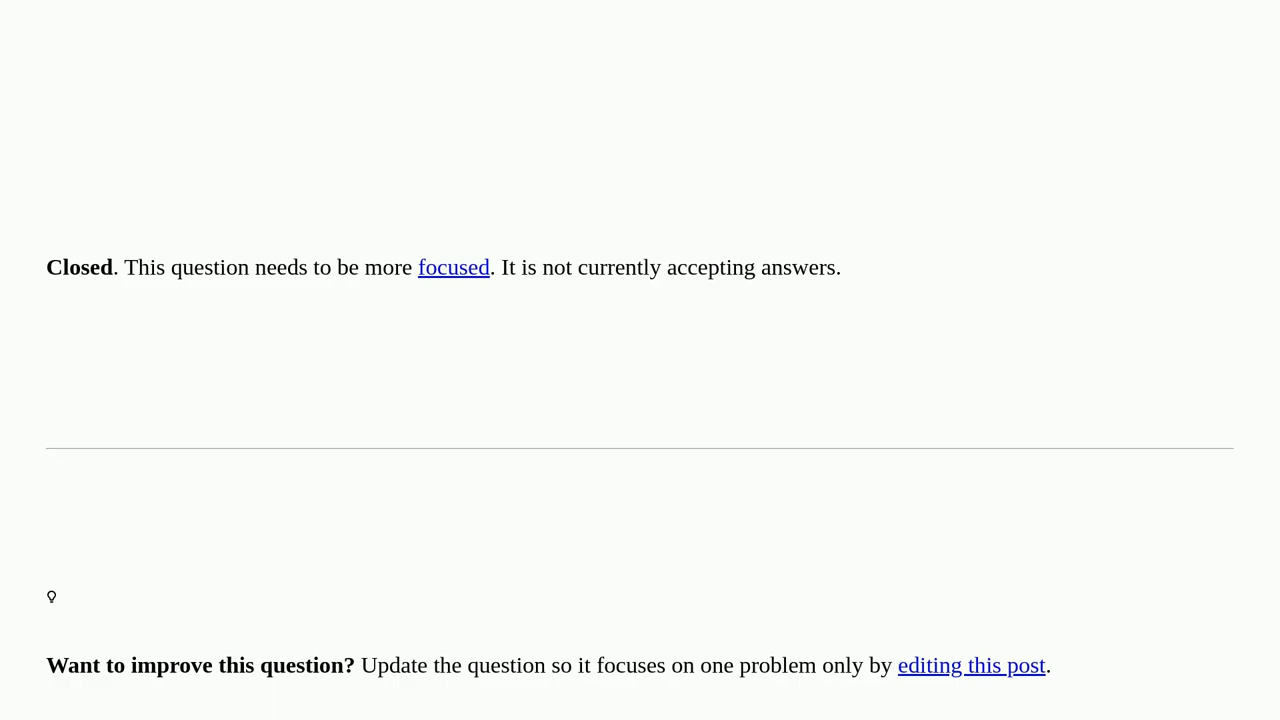 Closed. This question needs to be more focused. It is not currently accepting answers.
Want to improve this question? Update the question so it focuses on one problem only by editing this post.